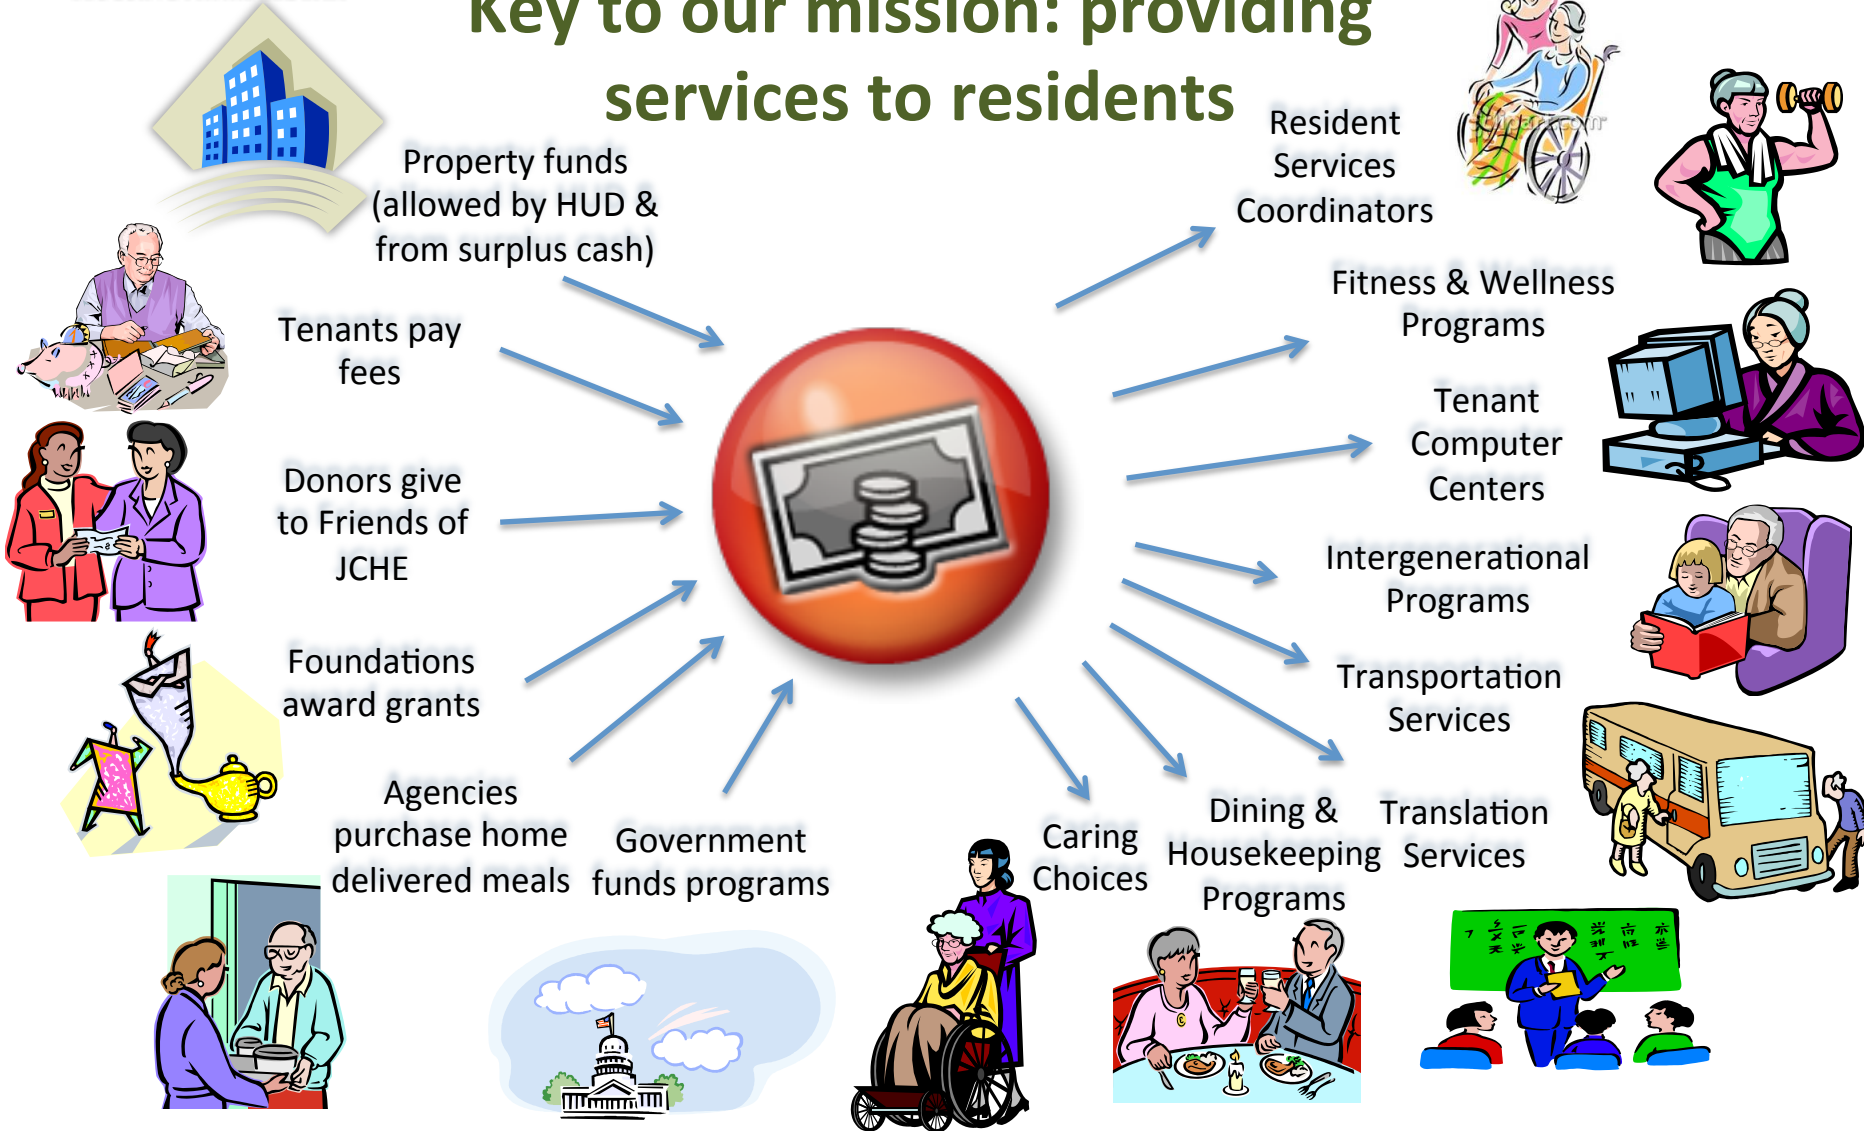 Key to our mission: providing
services to residents
Property funds
(allowed by HUD &
from surplus cash)
Tenants pay
fees
Donors give
to Friends of
JCHE
Foundations
award grants
Agencies
purchase home
delivered meals
Government
funds programs
Resident
Services
Coordinators
Fitness & Wellness
Programs
Tenant
Computer
Centers
Intergenerational
Programs
Transportation
Services
Translation
Services
Dining &
Housekeeping
Programs
Caring
Choices